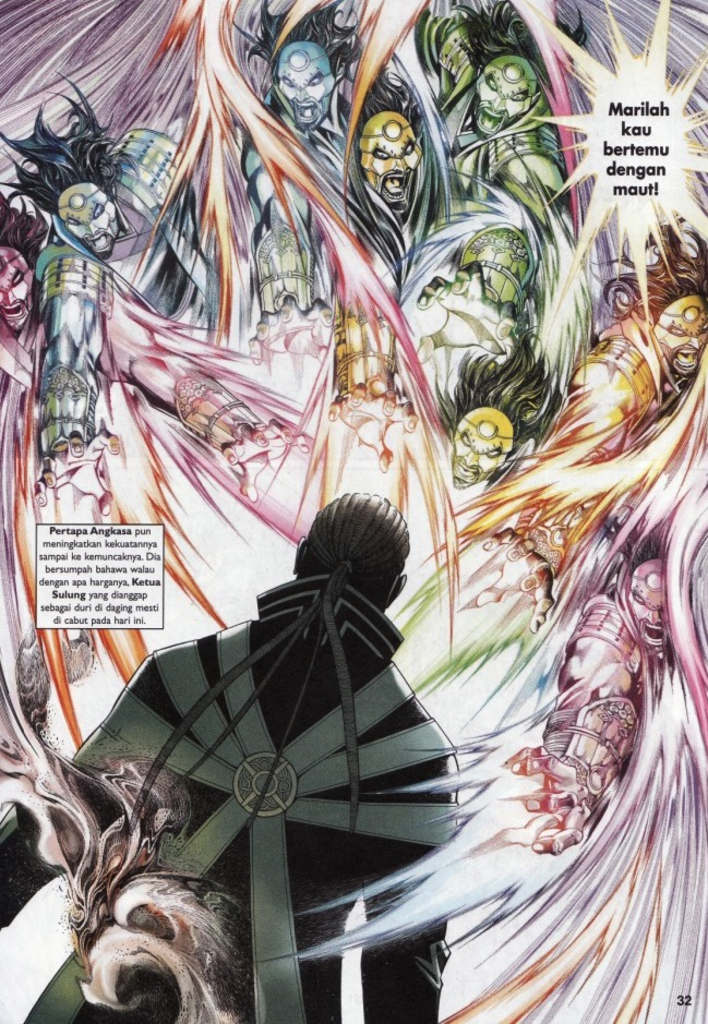 Marilah
kau
bertemu
dengan
maut!
Pertapa Angkasa pun
meningkatkan kekuatannya
sampai ke kemuncaknya. Dia
bersumpah bahawa walau
dengan apa harganya, Ketua
Sulung yang dianggap
sebagai duri di daging mesti
di cabut pada hari ini.
32